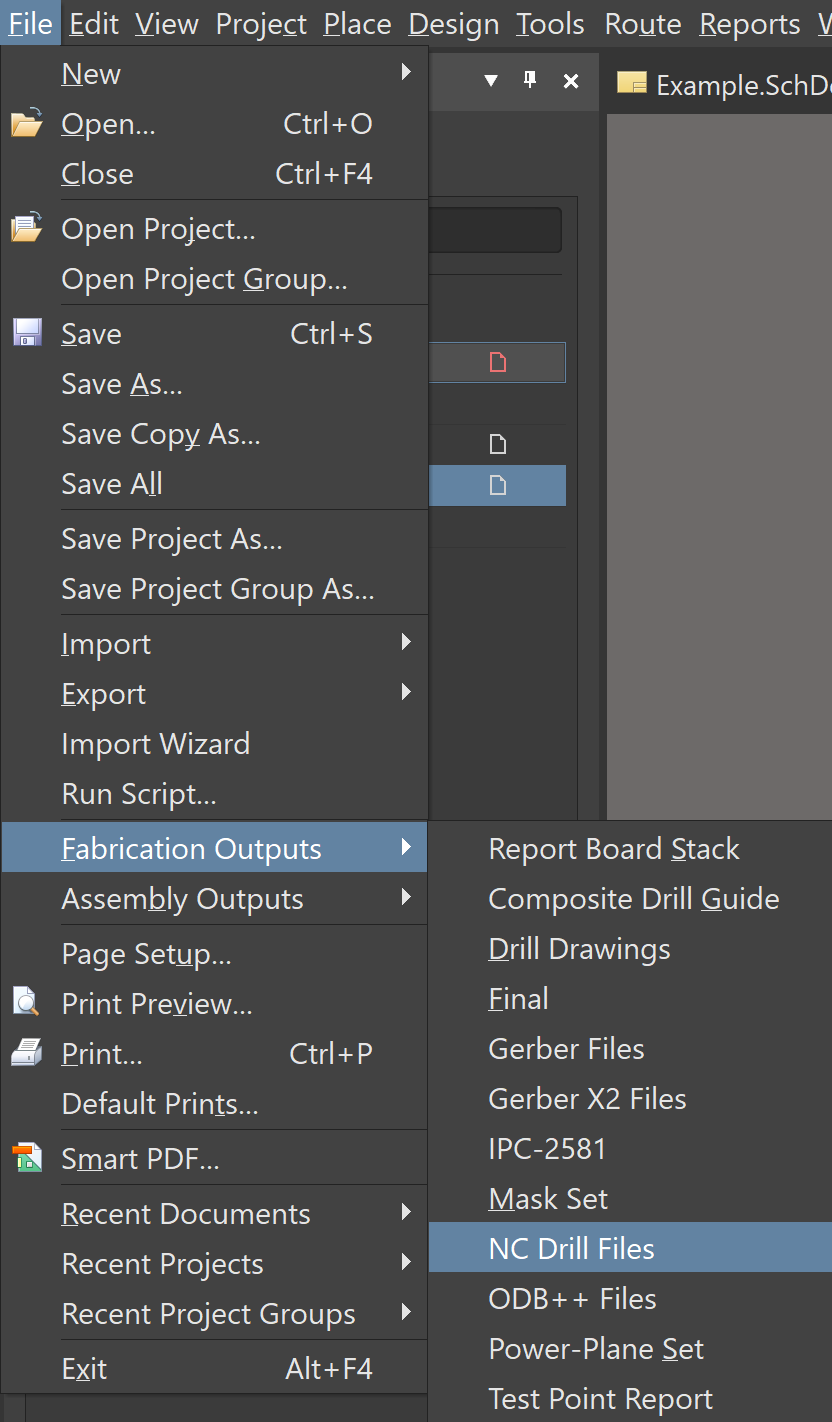 File Edit View Project Place Design Tools Route Reports
Example.SchD
New
Open... Ctrl+O
Close Ctrl+F4
Open Project...
Open Project Group...
Save Ctrl+S
Save As...
Save Copy As...
Save All
Save Project As...
Save Project Group As...
Import
Export
Import Wizard
Run Script...
Fabrication Outputs
Assembly Outputs
Page Setup...
Print Preview...
Print... Ctrl+P
Default Prints...
Smart PDF...
Recent Documents
Recent Projects
Recent Project Groups
Exit Alt+F4
Report Board Stack
Composite Drill Guide
Drill Drawings
Final
Gerber Files
Gerber X2 Files
IPC-2581
Mask Set
NC Drill Files
ODB++ Files
Power-Plane Set
Test Point Report